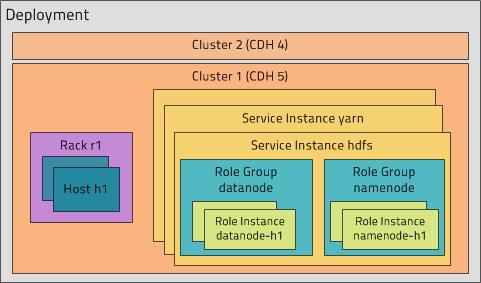 Deployment
Cluster 2 (CDH 4)
Cluster 1 (CDH 5)
Service Instance yarn
Service Instance hdfs
Rack r1
Host h1
Role Group
datanode
Role Instance
datanode-h1
Role Group
namenode
Role Instance
namenode-h1